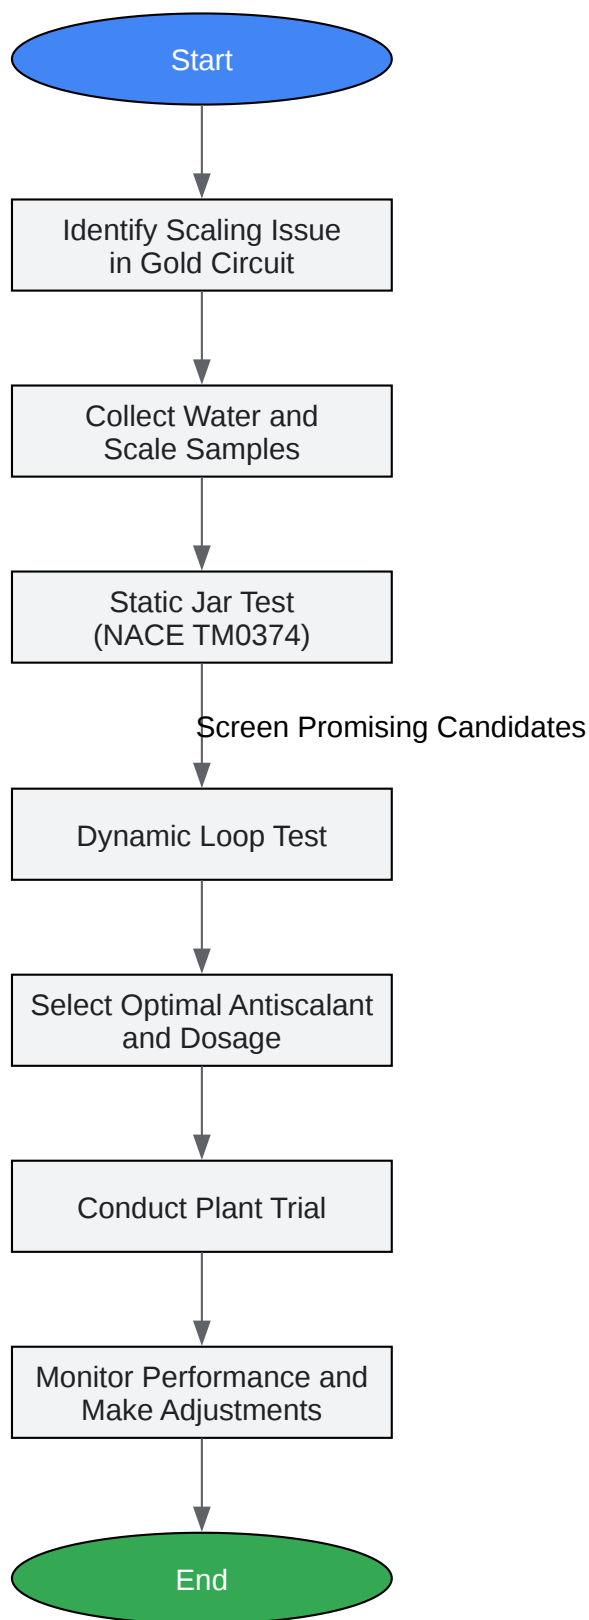 Start
Identify Scaling Issue
in Gold Circuit
Collect Water and
Scale Samples
Static Jar Test
(NACE TM0374)
Screen Promising Candidates
Dynamic Loop Test
Select Optimal Antiscalant
and Dosage
Conduct Plant Trial
Monitor Performance and
Make Adjustments
End